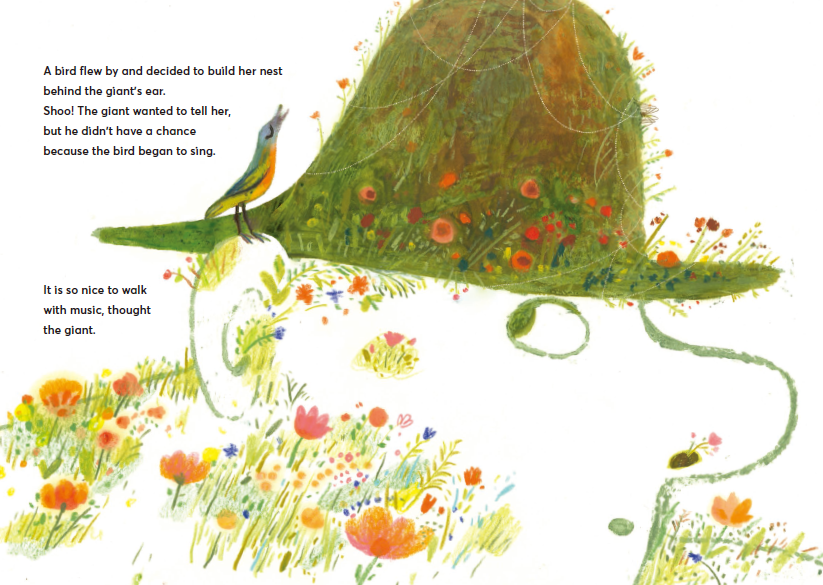 A bird flew by and decided to build her nest
behind the giant's ear.
Shoo! The giant wanted to tell her,
but he didn't have a chance
because the bird began to sing.
It is so nice to walk
with music, thought
the giant.